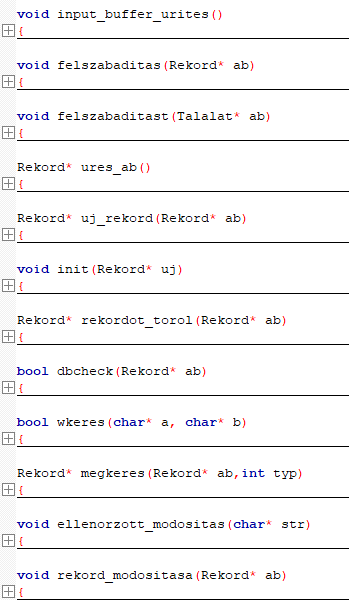 void input_buffer_urites()
{
void felszabaditas(Rekord* ab)
{
void felszabaditast(Talalat* ab)
{
Rekord* ures_ab()
{
Rekord* uj_rekord(Rekord* ab)
{
void init(Rekord* uj)
{
Rekord* rekordot_torol(Rekord* ab)
{
bool dbcheck(Rekord* ab)
{
bool wkeres(char* a, char* b)
{
Rekord* megkeres(Rekord* ab,int typ)
{
void ellenorzott_modositas(char* str)
{
void rekord_modositasa(Rekord* ab)
{